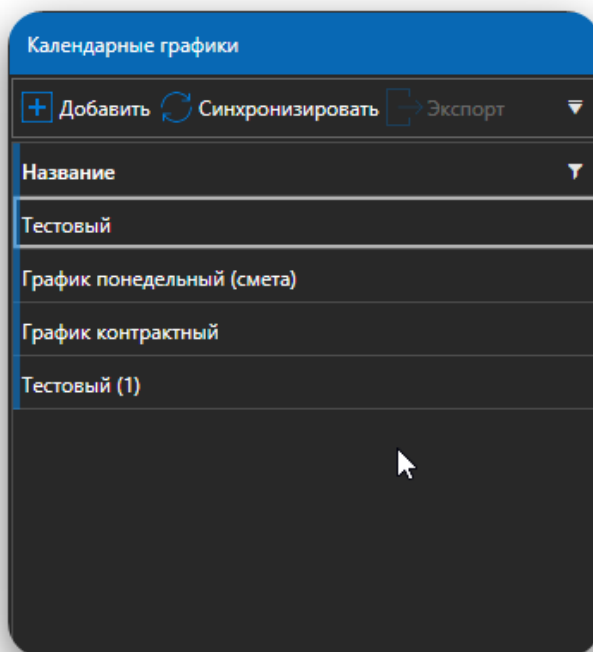 Календарные графики
Добавить Синхронизировать Экспорт
Название
Тестовый
График понедельный (смета)
График контрактный
Тестовый (1)